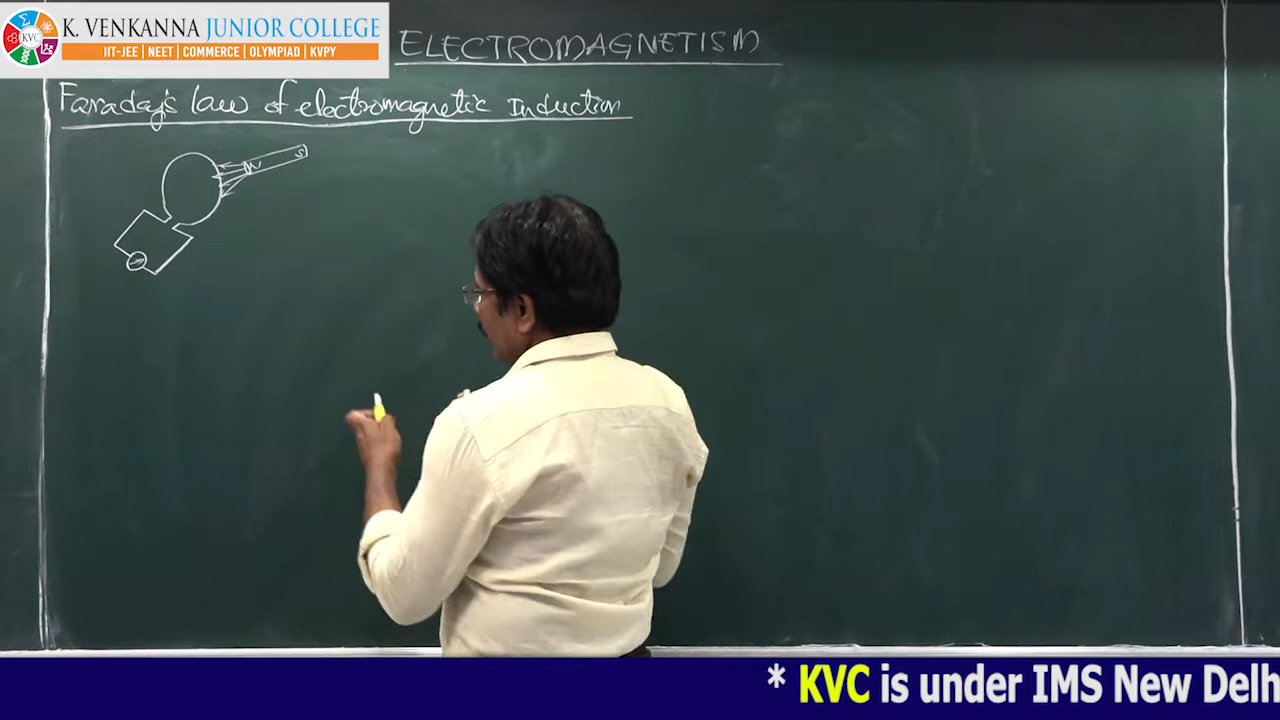 K. VENKANNA JUNIOR COLLEGE
IIT-JEE | NEET | COMMERCE | OLYMPIAD | KVPY
KVC
ELECTROMAGNETISM
Faraday's law of electromagnetic Induction
N
S
* KVC is under IMS New Delh